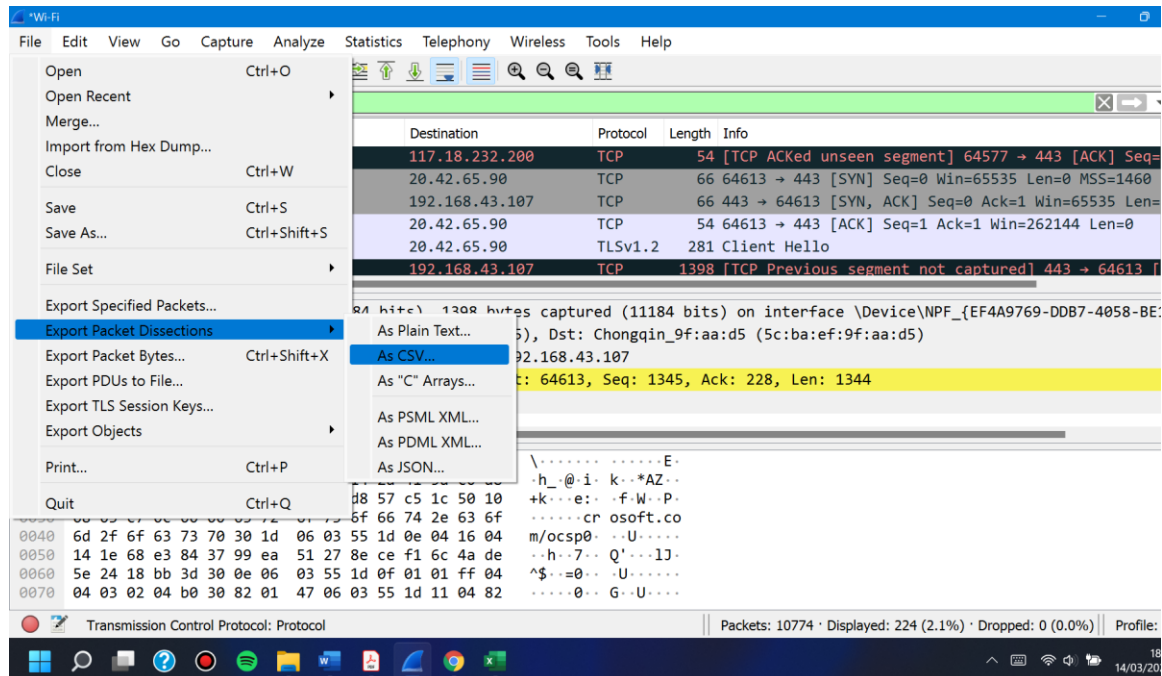 *Wi-Fi
File Edit View Go Capture Analyze Statistics Telephony Wireless Tools Help
Open Ctrl+O
Open Recent
Merge...
Import from Hex Dump...
Close Ctrl+W
Save Ctrl+S
Save As... Ctrl+Shift+S
File Set
Export Specified Packets...
Export Packet Dissections
Export Packet Bytes... Ctrl+Shift+X
Export PDUs to File...
Export TLS Session Keys...
Export Objects
Print... Ctrl+P
Quit Ctrl+Q
As Plain Text...
As CSV...
As "C" Arrays...
As PSML XML...
As PDML XML...
As JSON...
Destination Protocol Length Info
117.18.232.200 TCP 54 [TCP ACKed unseen segment] 64577 → 443 [ACK] Seq=
20.42.65.90 TCP 66 64613 → 443 [SYN] Seq=0 Win=65535 Len=0 MSS=1460
192.168.43.107 TCP 66 443 → 64613 [SYN, ACK] Seq=0 Ack=1 Win=65535 Len=
20.42.65.90 TCP 54 64613 → 443 [ACK] Seq=1 Ack=1 Win=262144 Len=0
20.42.65.90 TLSv1.2 281 Client Hello
192.168.43.107 TCP 1398 [TCP Previous segment not captured] 443 → 64613 [
84 bits), 1398 bytes captured (11184 bits) on interface \Device\NPF_{EF4A9769-DDB7-4058-BE1
), Dst: Chongqin_9f:aa:d5 (5c:ba:ef:9f:aa:d5)
92.168.43.107
t: 64613, Seq: 1345, Ack: 228, Len: 1344
\······· ······E·
·h_·@·i· k··*AZ··
d8 57 c5 1c 50 10 +k···e:· ·f·W··P·
6f 66 74 2e 63 6f ······cr osoft.co
0040 6d 2f 6f 63 73 70 30 1d 06 03 55 1d 0e 04 16 04 m/ocsp0· ··U·····
0050 14 1e 68 e3 84 37 99 ea 51 27 8e ce f1 6c 4a de ··h··7·· Q'···lJ·
0060 5e 24 18 bb 3d 30 0e 06 03 55 1d 0f 01 01 ff 04 ^$··=0·· ·U······
0070 04 03 02 04 b0 30 82 01 47 06 03 55 1d 11 04 82 ·····0·· G··U····
Transmission Control Protocol: Protocol Packets: 10774 · Displayed: 224 (2.1%) · Dropped: 0 (0.0%) Profile:
18
14/03/20